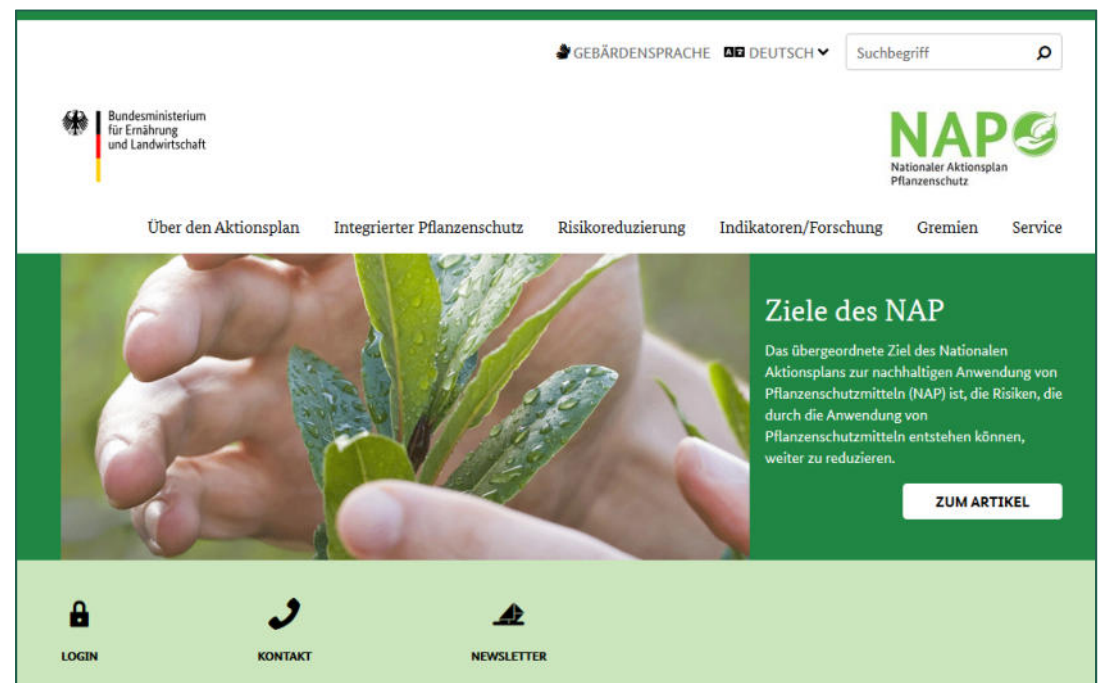 GEBÄRDENSPRACHE DEUTSCH Suchbegriff
Bundesministerium
für Ernährung
und Landwirtschaft
NAP
Nationaler Aktionsplan
Pflanzenschutz
Über den Aktionsplan Integrierter Pflanzenschutz Risikoreduzierung Indikatoren/Forschung Gremien Service
Ziele des NAP
Das übergeordnete Ziel des Nationalen
Aktionsplans zur nachhaltigen Anwendung von
Pflanzenschutzmitteln (NAP) ist, die Risiken, die
durch die Anwendung von
Pflanzenschutzmitteln entstehen können,
weiter zu reduzieren.
ZUM ARTIKEL
LOGIN KONTAKT NEWSLETTER